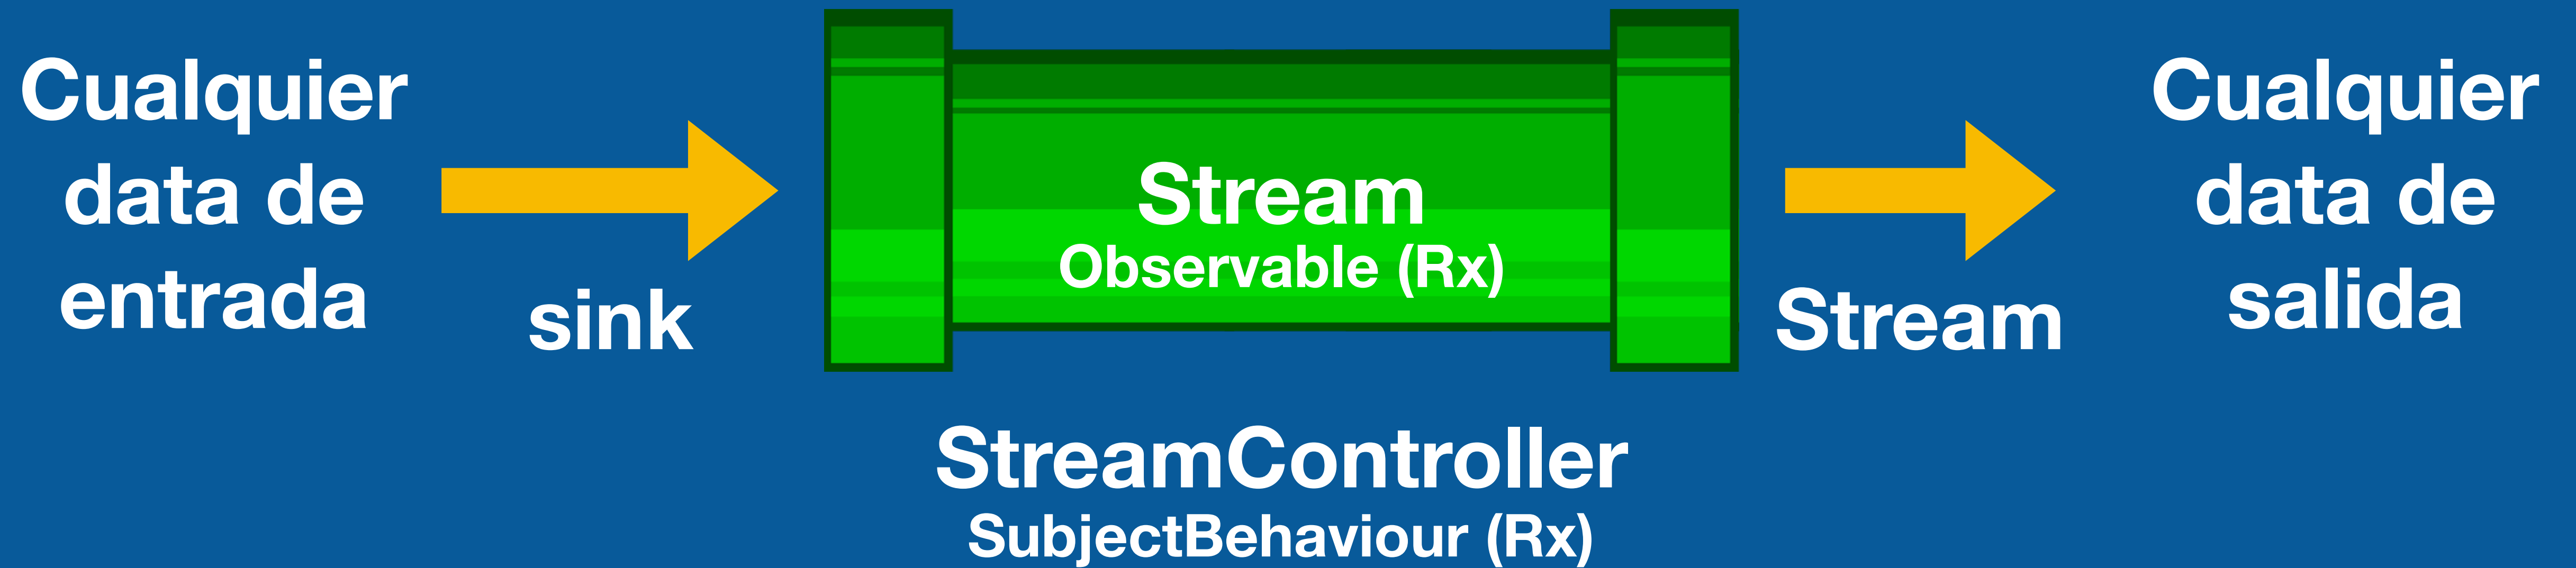 Cualquier
data de
entrada
sink
Stream
Observable (Rx)
StreamController
SubjectBehaviour (Rx)
Stream
Cualquier
data de
salida